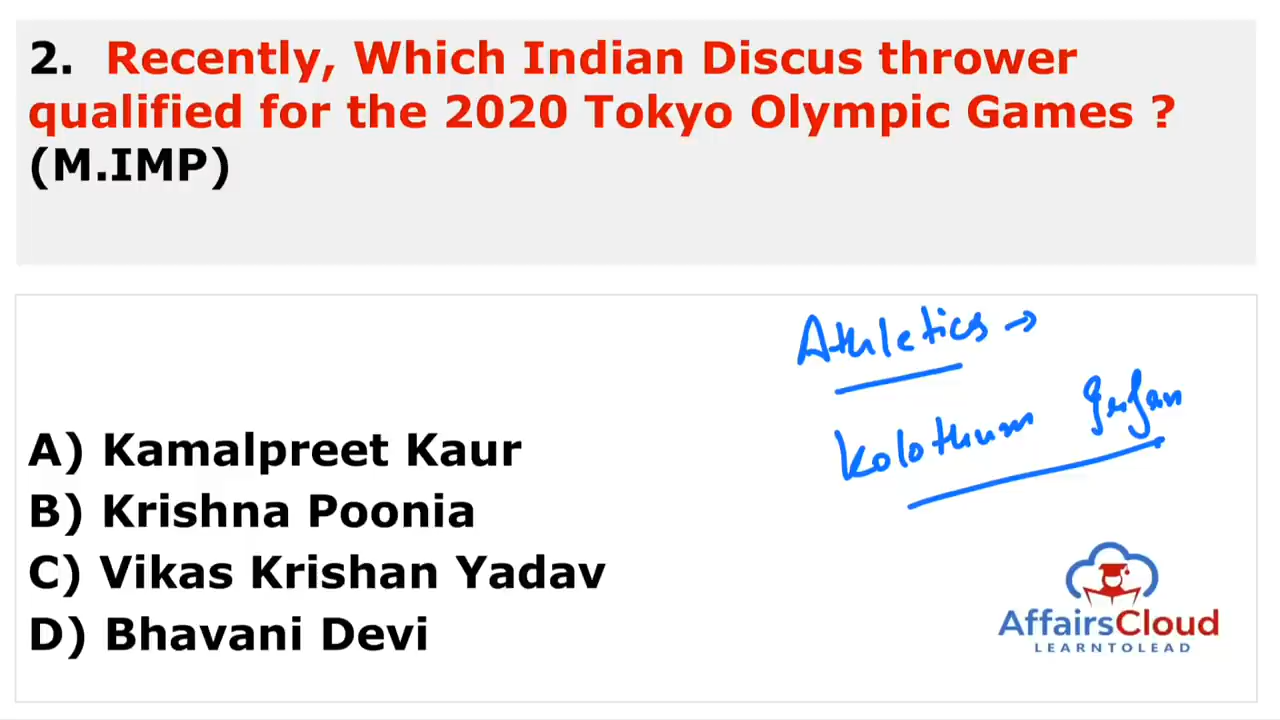 2. Recently, Which Indian Discus thrower
qualified for the 2020 Tokyo Olympic Games ?
(M.IMP)
Athletics →
Kolothum
A) Kamalpreet Kaur
B) Krishna Poonia
C) Vikas Krishan Yadav
D) Bhavani Devi
AffairsCloud
LEARNTOLEAD